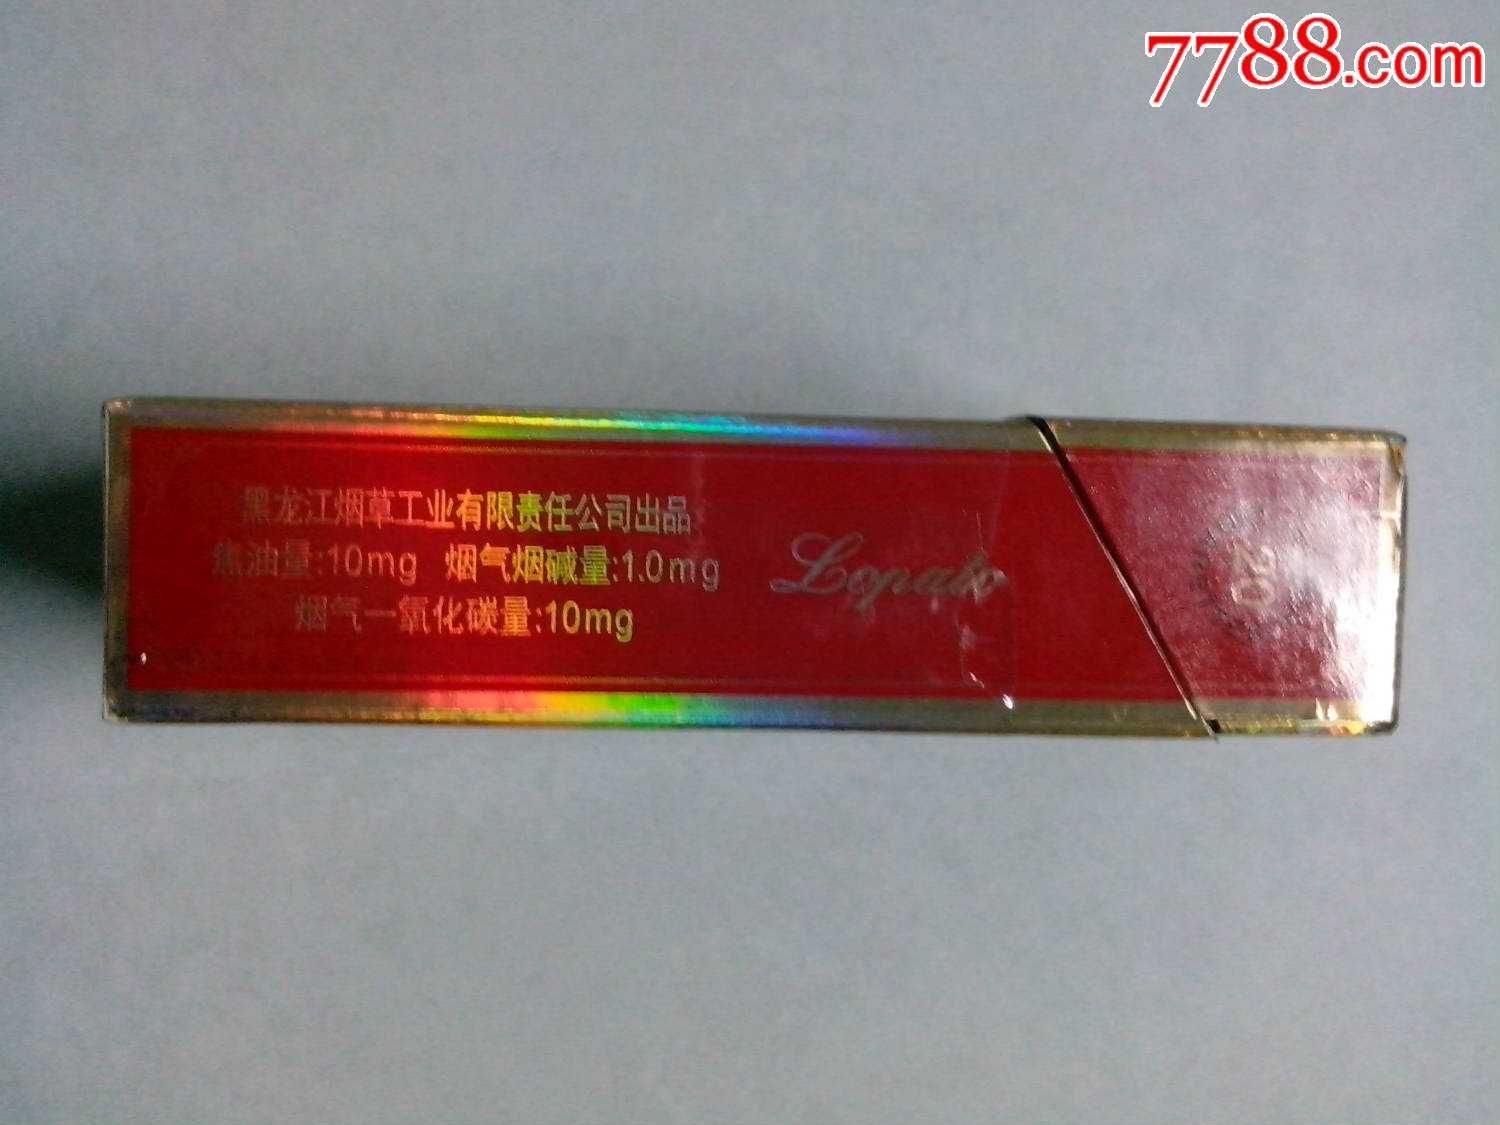 7788.com
黑龙江烟草工业有限责任公司出品
焦油量:10mg 烟气烟碱量:1.0mg
烟气一氧化碳量:10mg
Lopato
20